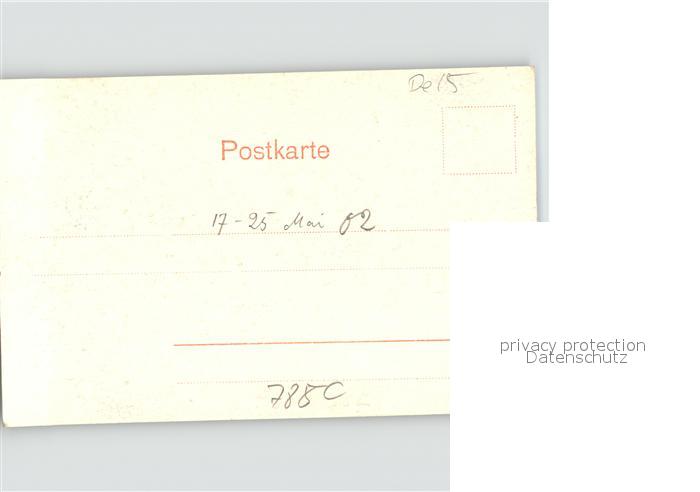 De15
Postkarte
17-25 Mai 02
788C
privacy protection
Datenschutz